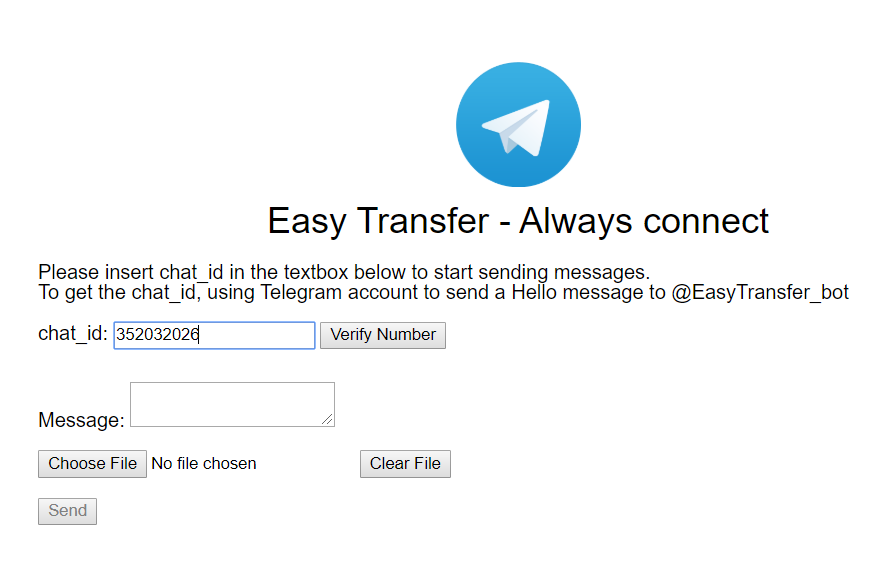 Easy Transfer - Always connect
Please insert chat_id in the textbox below to start sending messages.
To get the chat_id, using Telegram account to send a Hello message to @EasyTransfer_bot
chat_id: 352032026 Verify Number
Message:
Choose File No file chosen Clear File
Send